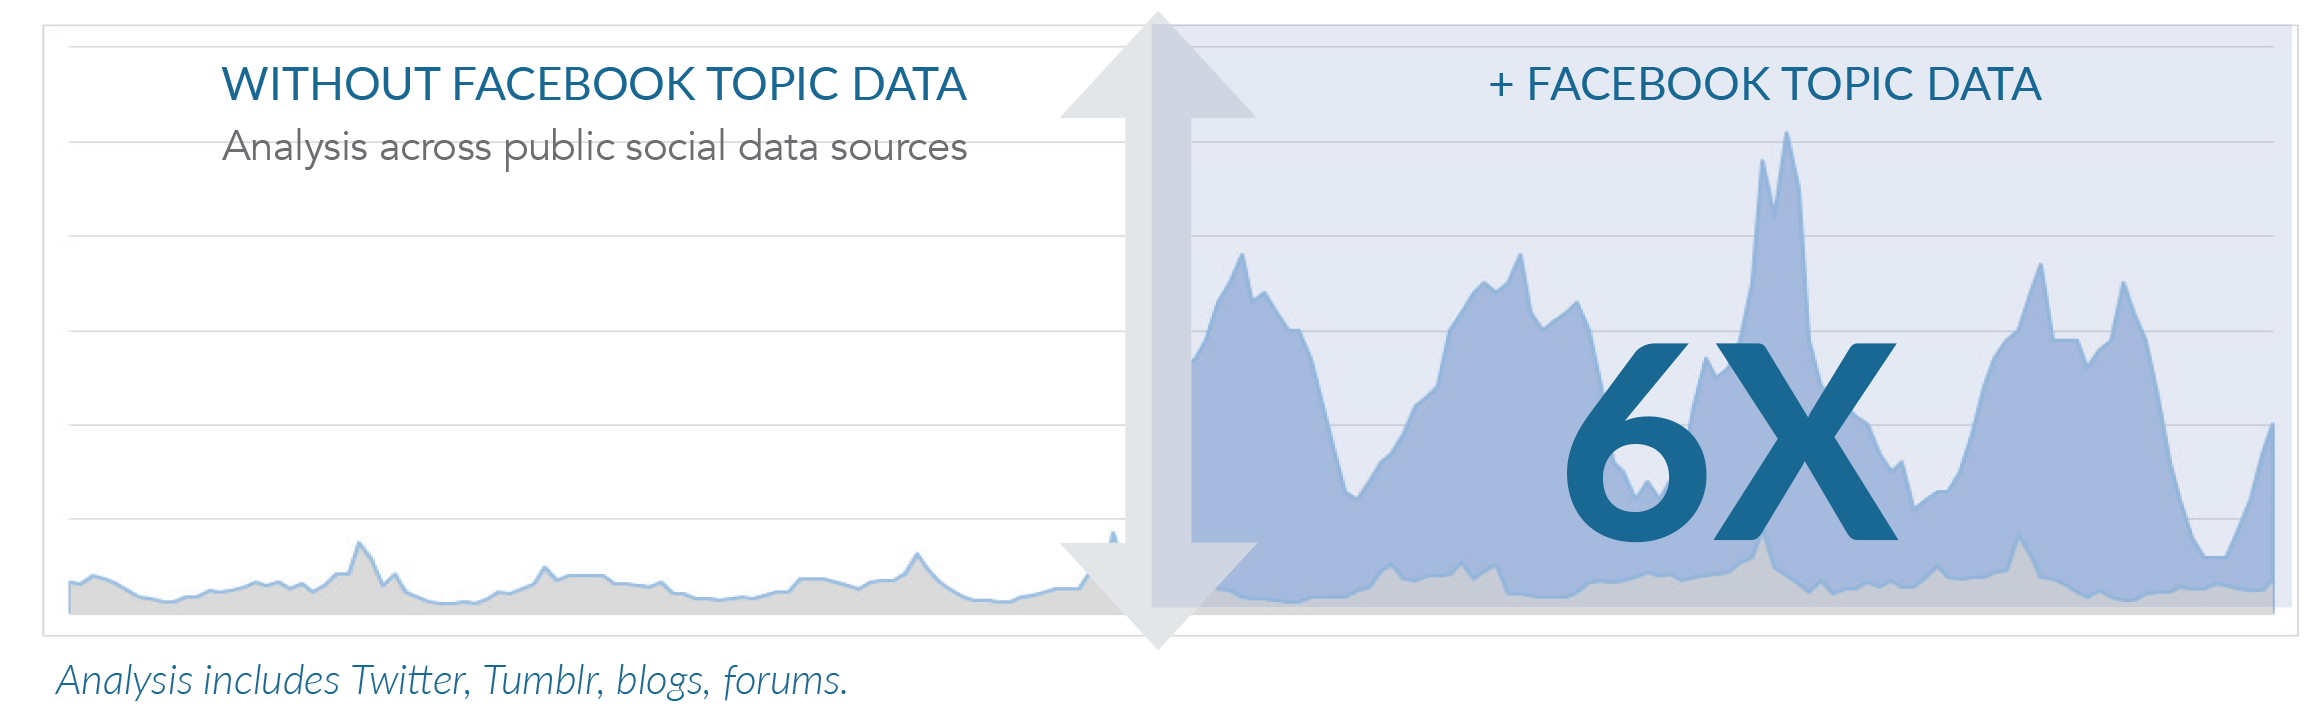 WITHOUT FACEBOOK TOPIC DATA
Analysis across public social data sources
+ FACEBOOK TOPIC DATA
6X
Analysis includes Twitter, Tumblr, blogs, forums.